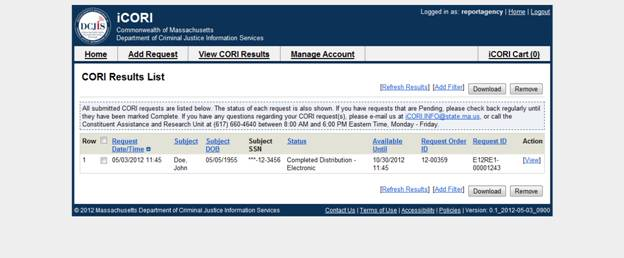 Logged in as: reportagency | Home | Logout
DCJIS
iCORI
Commonwealth of Massachusetts
Department of Criminal Justice Information Services
Home Add Request View CORI Results Manage Account iCORI Cart (0)
CORI Results List
[Refresh Results] [Add Filter] Download Remove
All submitted CORI requests are listed below. The status of each request is also shown. If you have requests that are Pending, please check back regularly until
they have been marked Complete. If you have any questions regarding your CORI request(s), please e-mail us at iCORI.INFO@state.ma.us, or call the
Constituent Assistance and Research Unit at (617) 660-4640 between 8:00 AM and 6:00 PM Eastern Time, Monday - Friday.
Row Request Date/Time Subject Subject DOB Subject SSN Status Available Until Request Order ID Request ID Action
1 05/03/2012 11:45 Doe, John 05/05/1955 ***-12-3456 Completed Distribution - Electronic 10/30/2012 11:45 12-00359 E12RE1-00001243 [View]
[Refresh Results] [Add Filter] Download Remove
© 2012 Massachusetts Department of Criminal Justice Information Services Contact Us | Terms of Use | Accessibility | Policies | Version: 0.1_2012-05-03_0900